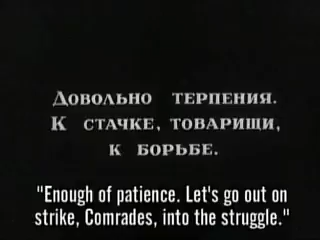 Довольно терпения.
К стачке, товарищи,
к борьбе.
"Enough of patience. Let's go out on
strike, Comrades, into the struggle."